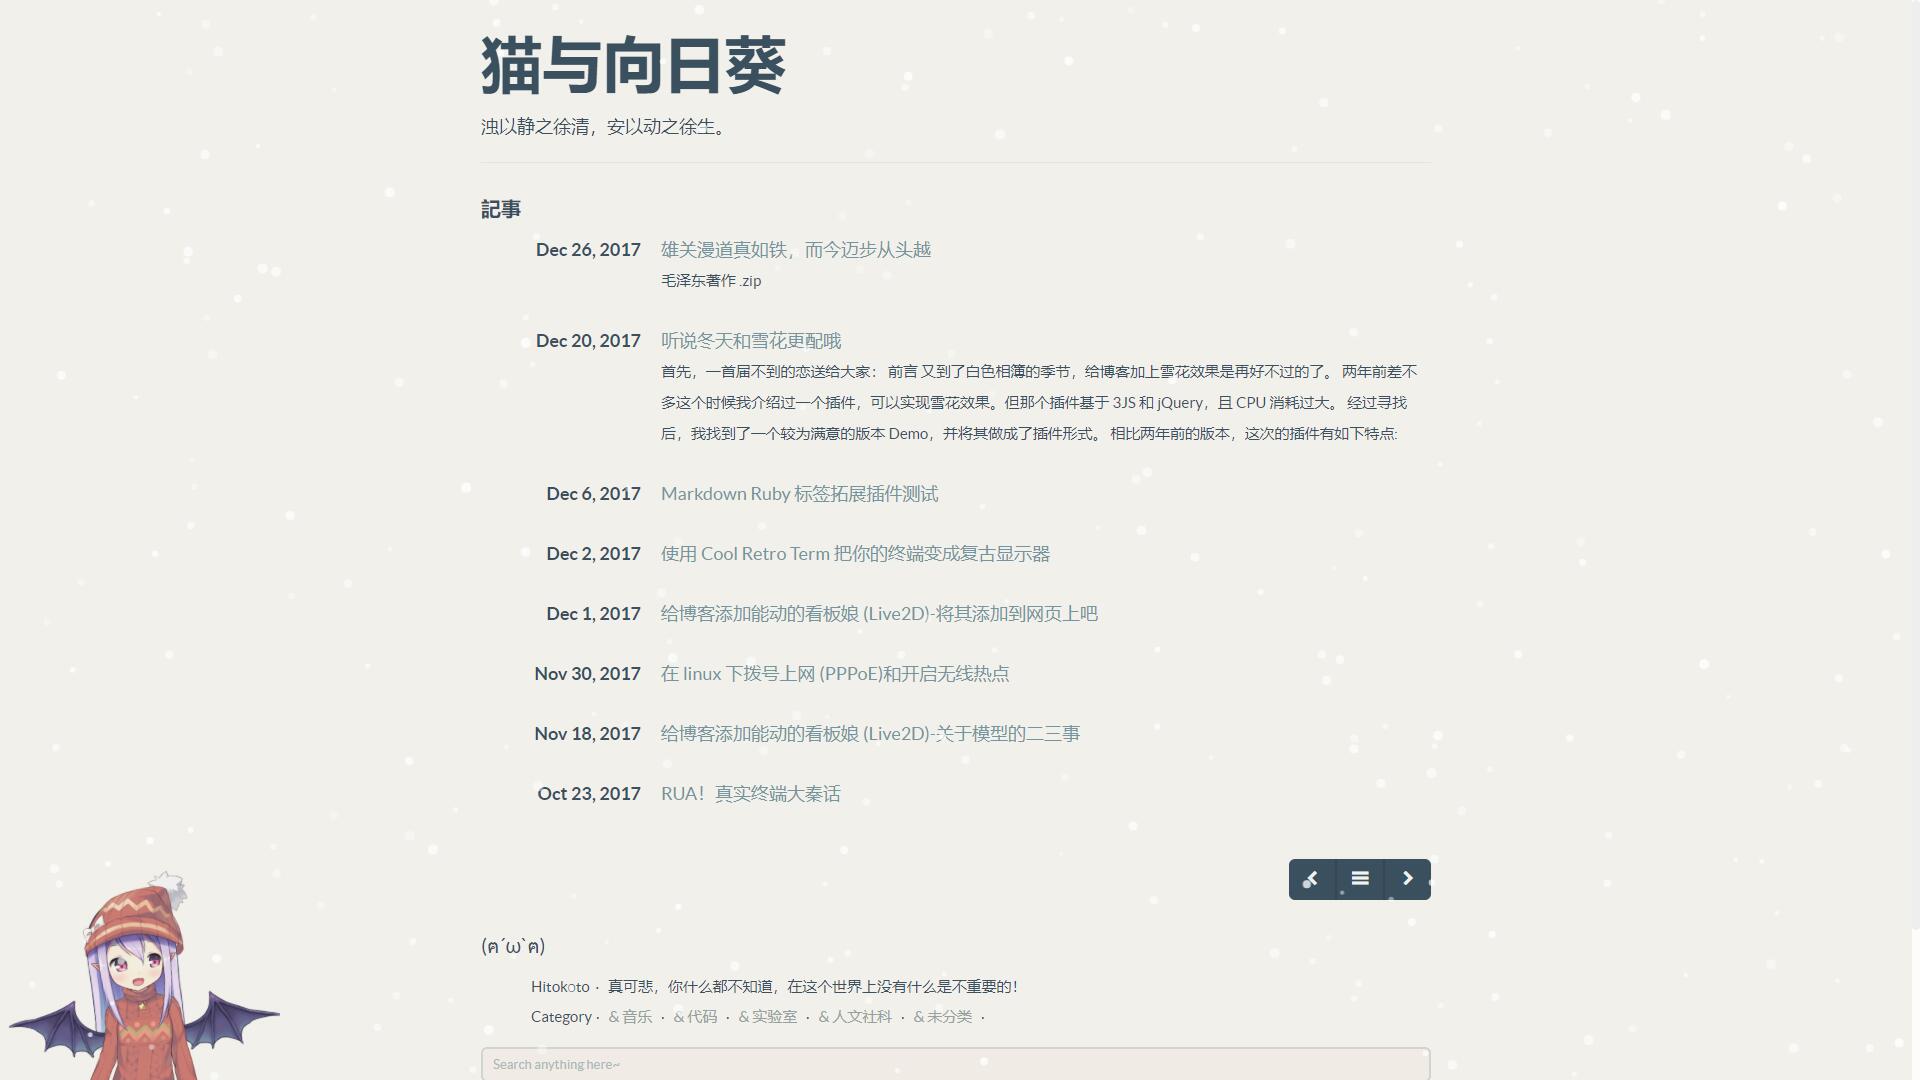 猫与向日葵
浊以静之徐清，安以动之徐生。
記事
Dec 26, 2017 雄关漫道真如铁，而今迈步从头越
毛泽东著作 .zip
Dec 20, 2017 听说冬天和雪花更配哦
首先，一首届不到的恋送给大家： 前言 又到了白色相簿的季节，给博客加上雪花效果是再好不过的了。 两年前差不
多这个时候我介绍过一个插件，可以实现雪花效果。但那个插件基于 3JS 和 jQuery，且 CPU 消耗过大。 经过寻找
后，我找到了一个较为满意的版本 Demo，并将其做成了插件形式。 相比两年前的版本，这次的插件有如下特点:
Dec 6, 2017 Markdown Ruby 标签拓展插件测试
Dec 2, 2017 使用 Cool Retro Term 把你的终端变成复古显示器
Dec 1, 2017 给博客添加能动的看板娘 (Live2D)-将其添加到网页上吧
Nov 30, 2017 在 linux 下拨号上网 (PPPoE)和开启无线热点
Nov 18, 2017 给博客添加能动的看板娘 (Live2D)-关于模型的二三事
Oct 23, 2017 RUA！真实终端大秦话
(ฅ´ω`ฅ)
Hitokoto · 真可悲，你什么都不知道，在这个世界上没有什么是不重要的！
Category · & 音乐 · & 代码 · & 实验室 · & 人文社科 · & 未分类 ·
Search anything here~